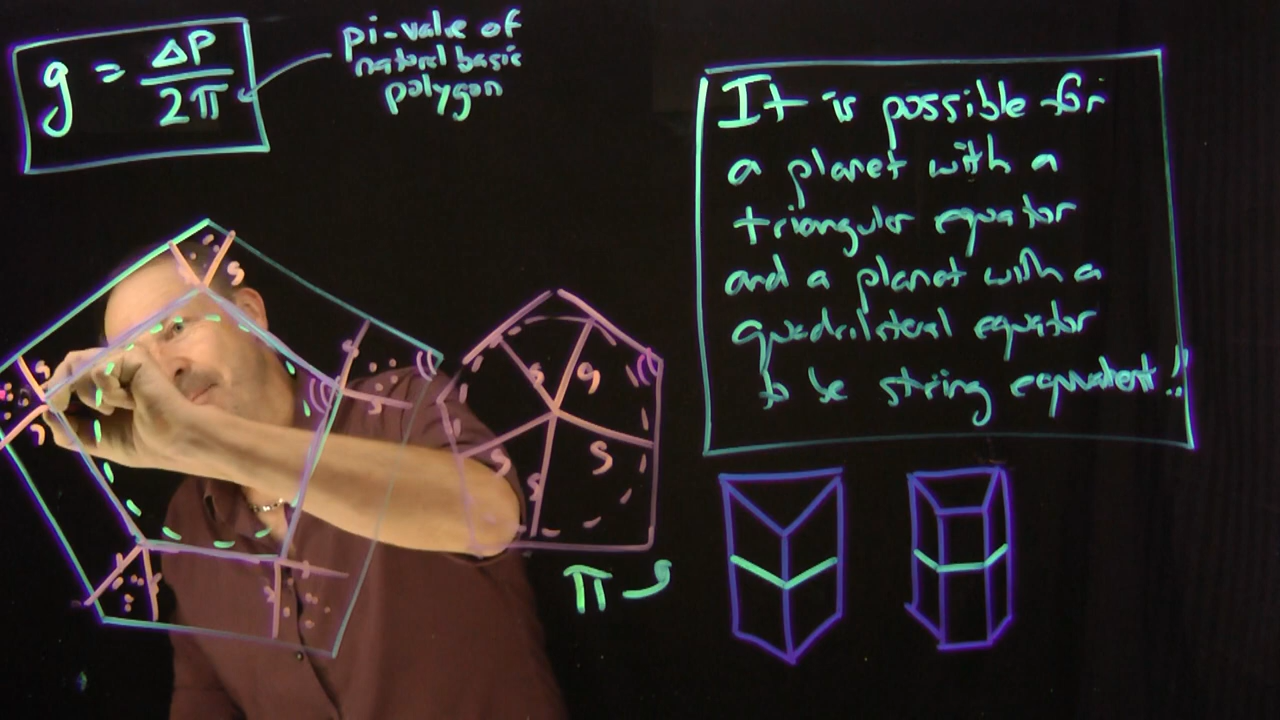 g = ΔP / 2π
pi-value of
natural basic
polygon
It is possible for
a planet with a
triangular equator
and a planet with a
quadrilateral equator
to be string equivalent!!
s
s
s
s
s
s
s
s
s
π